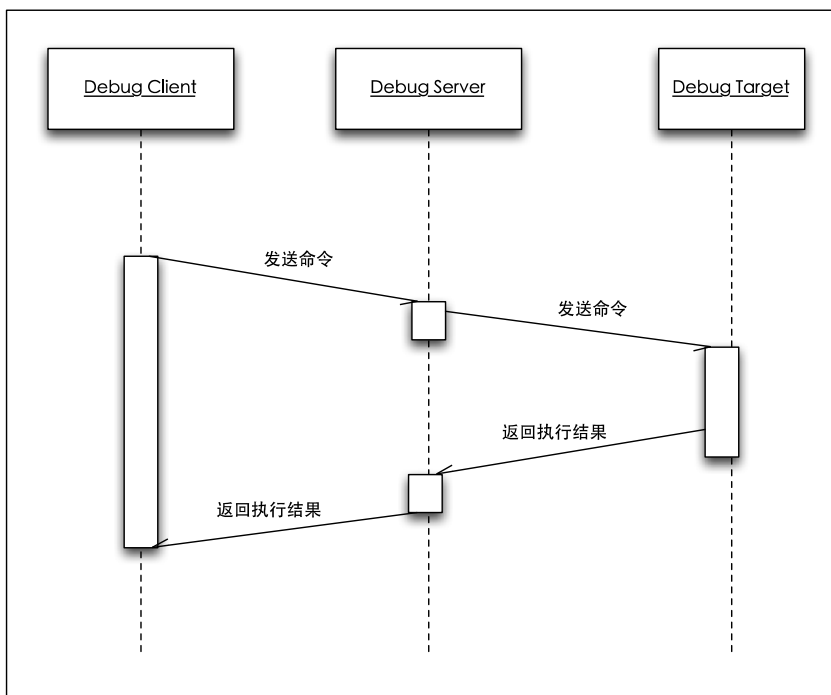 Debug Client
Debug Server
Debug Target
发送命令
发送命令
返回执行结果
返回执行结果